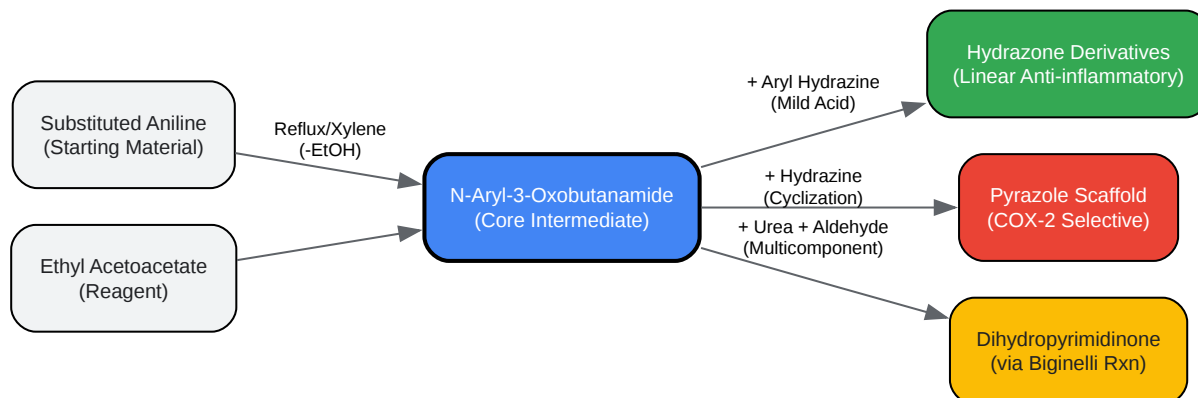 Substituted Aniline
(Starting Material)
Ethyl Acetoacetate
(Reagent)
Reflux/Xylene
(-EtOH)
N-Aryl-3-Oxobutanamide
(Core Intermediate)
+ Aryl Hydrazine
(Mild Acid)
+ Hydrazine
(Cyclization)
+ Urea + Aldehyde
(Multicomponent)
Hydrazone Derivatives
(Linear Anti-inflammatory)
Pyrazole Scaffold
(COX-2 Selective)
Dihydropyrimidinone
(via Biginelli Rxn)